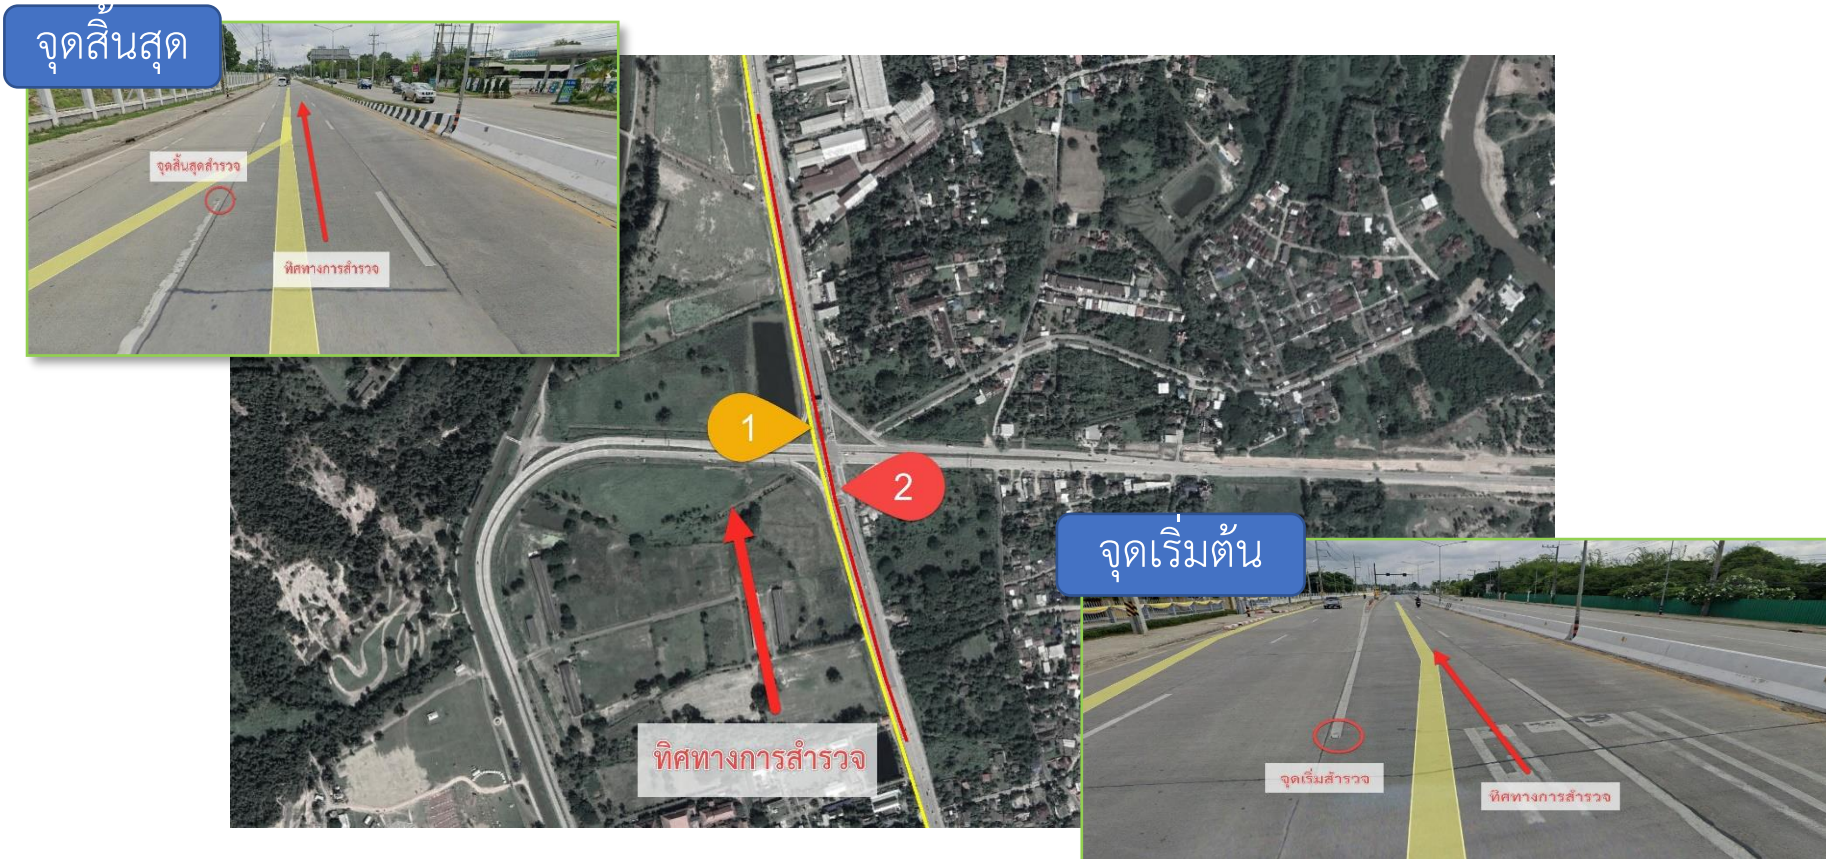 จุดสิ้นสุด
จุดสิ้นสุดสำรวจ
ทิศทางการสำรวจ
1
2
ทิศทางการสำรวจ
จุดเริ่มต้น
จุดเริ่มสำรวจ
ทิศทางการสำรวจ